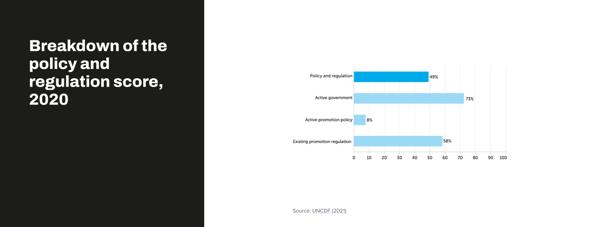 Breakdown of the
policy and
regulation score,
2020
Policy and regulation 49%
Active government 73%
Active promotion policy 8%
Existing promotion regulation 58%
0 10 20 30 40 50 60 70 80 90 100
Source: UNCDF (2021)